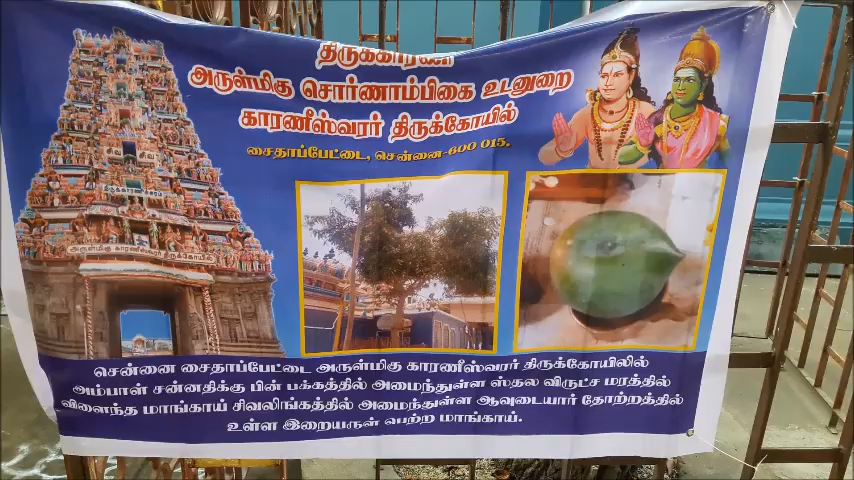 திருக்காரணி
அருள்மிகு சொர்ணாம்பிகை உடனுறை
காரணீஸ்வரர் திருக்கோயில்
சைதாப்பேட்டை, சென்னை-600 015.
சென்னை சைதாப்பேட்டை அருள்மிகு காரணீஸ்வரர் திருக்கோயிலில்
அம்பாள் சன்னதிக்கு பின் பக்கத்தில் அமைந்துள்ள ஸ்தல விருட்ச மரத்தில்
விளைந்த மாங்காய் சிவலிங்கத்தில் அமைந்துள்ள ஆவுடையார் தோற்றத்தில்
உள்ள இறையருள் பெற்ற மாங்காய்.